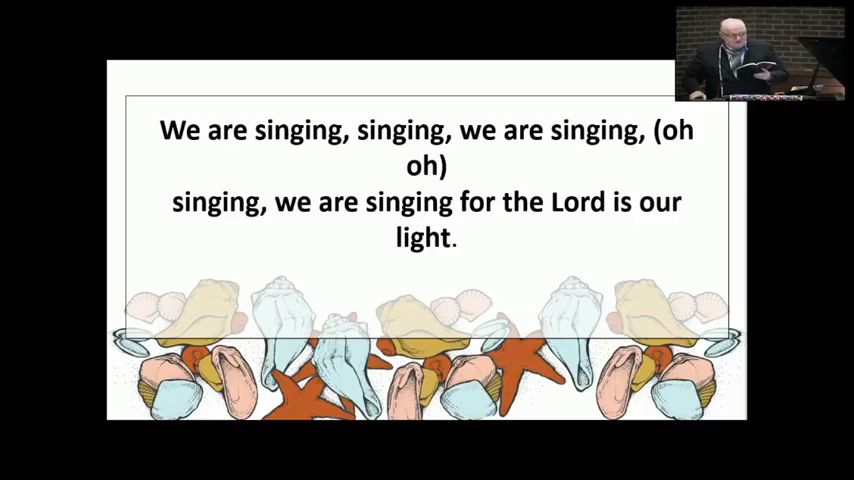 We are singing, singing, we are singing, (oh
oh)
singing, we are singing for the Lord is our
light.